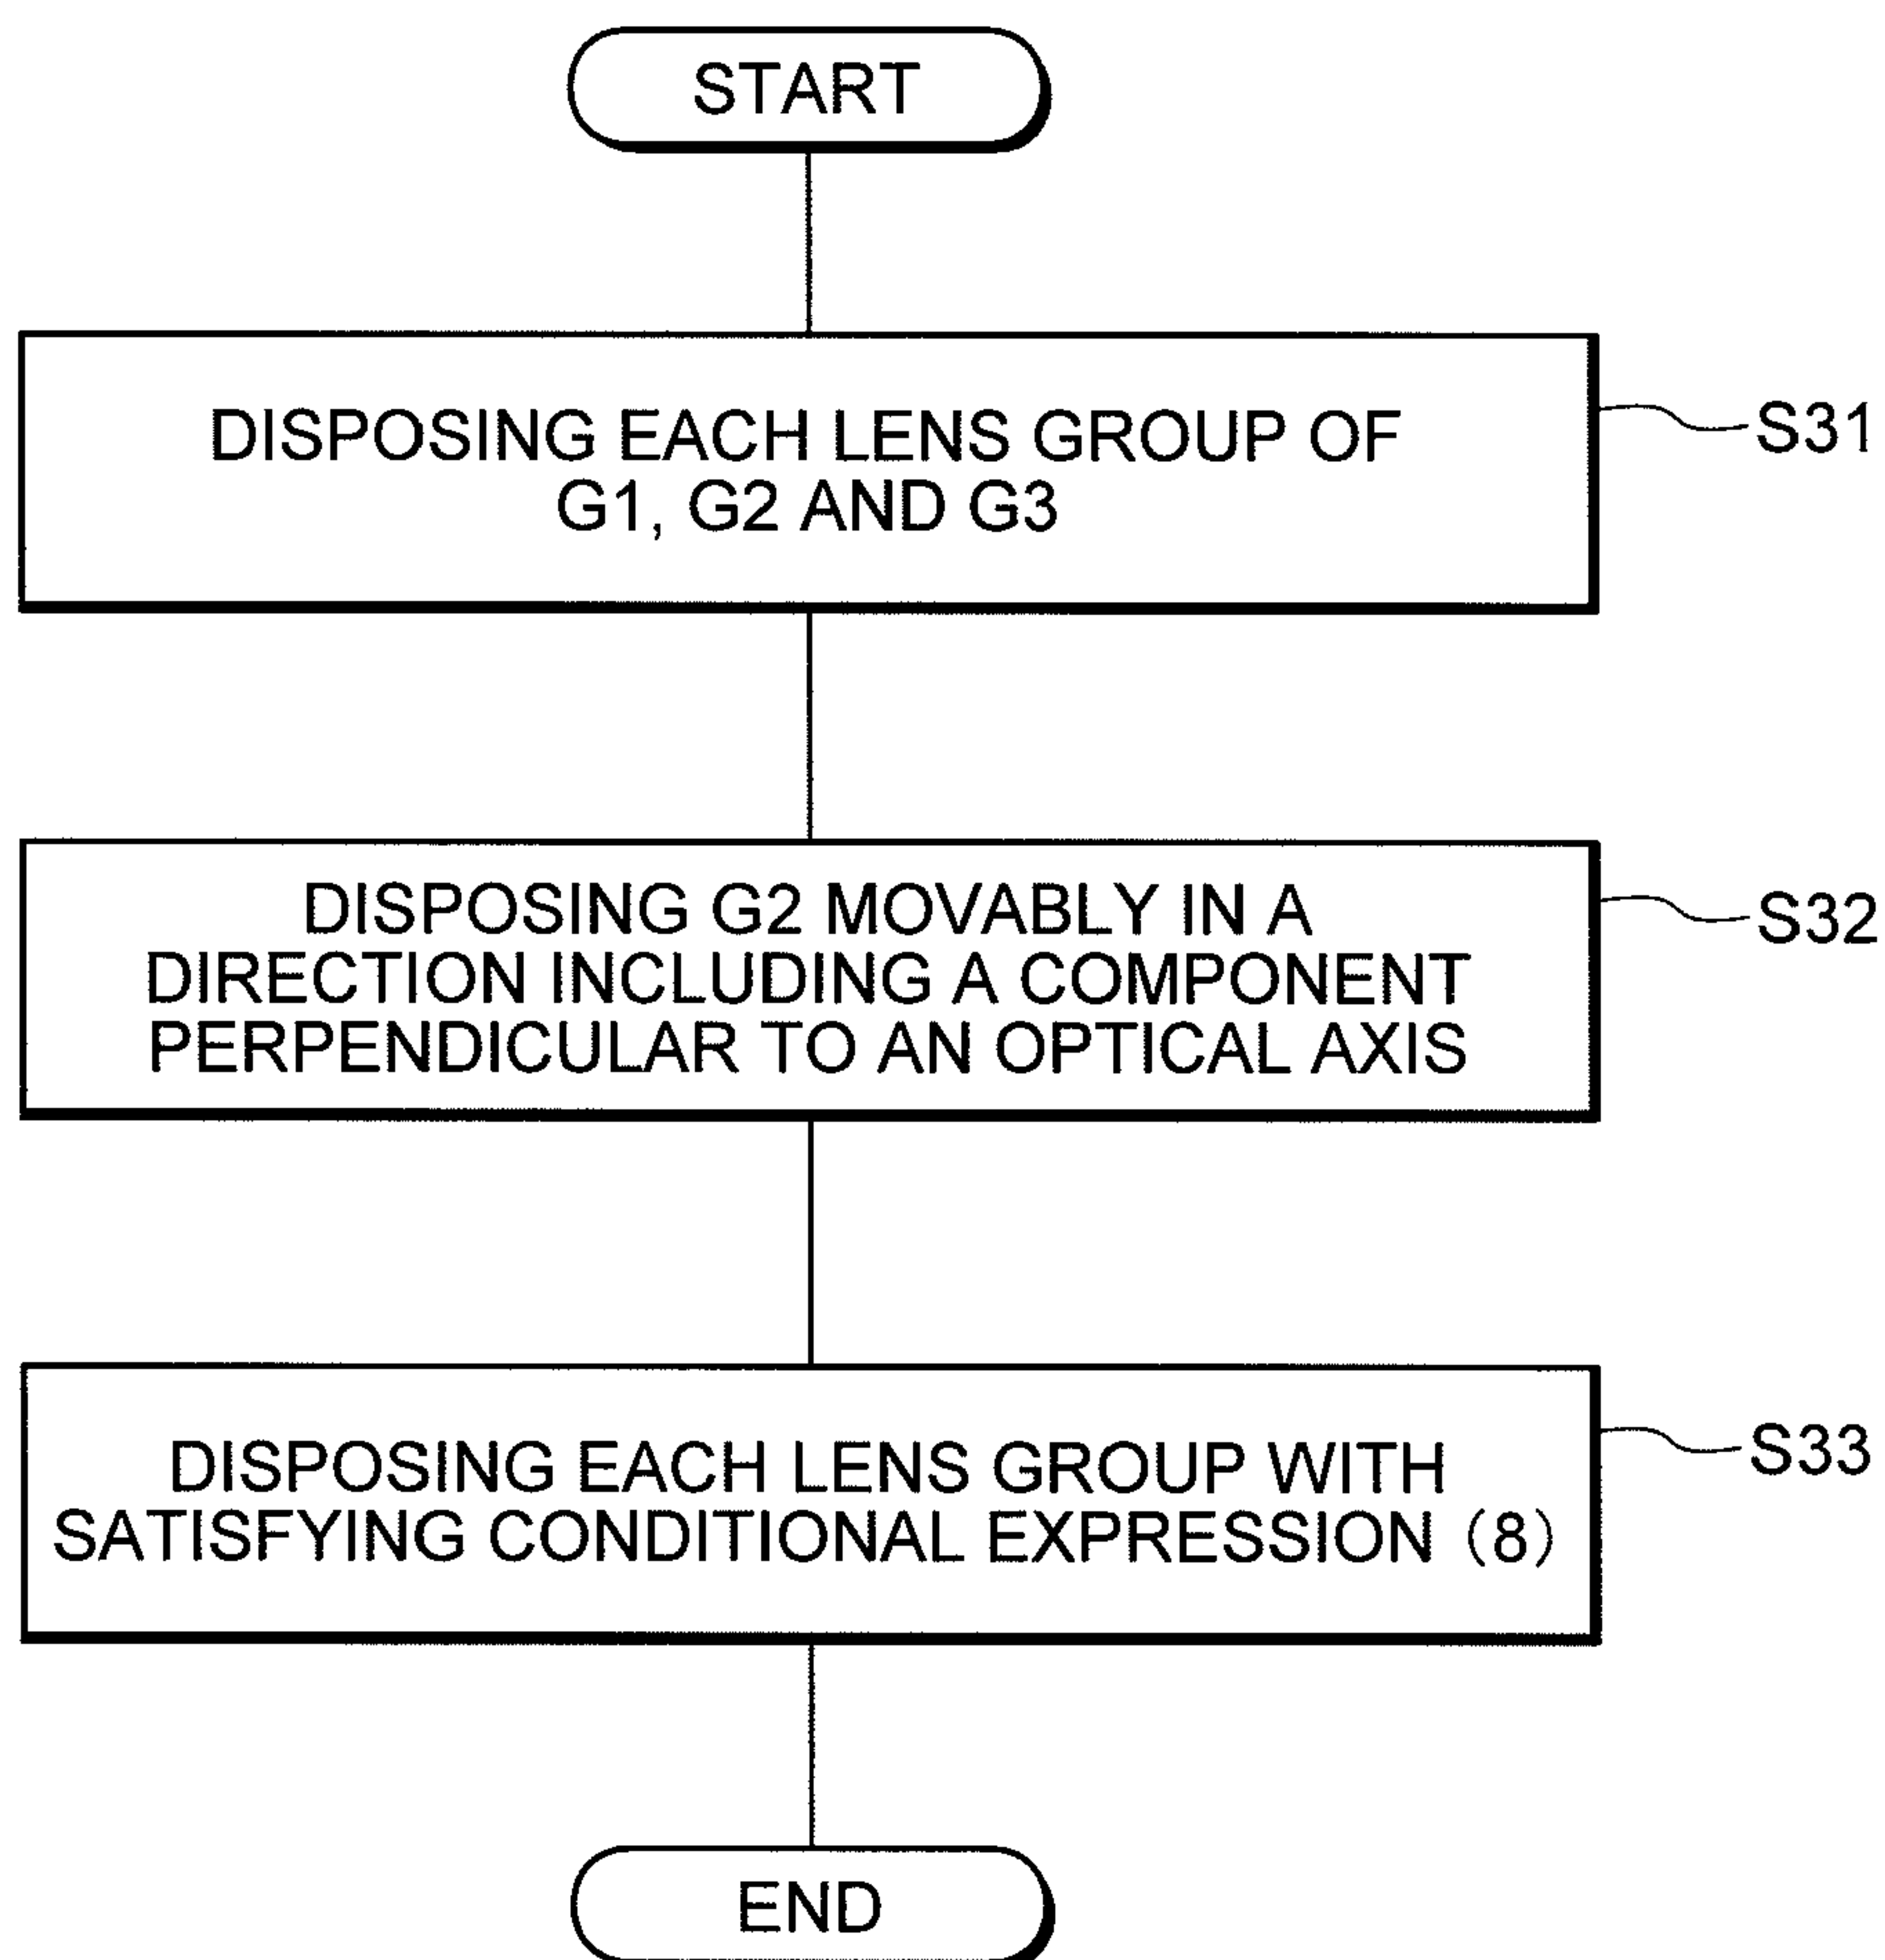 START
DISPOSING EACH LENS GROUP OF
G1, G2 AND G3
S31
DISPOSING G2 MOVABLY IN A
DIRECTION INCLUDING A COMPONENT
PERPENDICULAR TO AN OPTICAL AXIS
S32
DISPOSING EACH LENS GROUP WITH
SATISFYING CONDITIONAL EXPRESSION (8)
S33
END